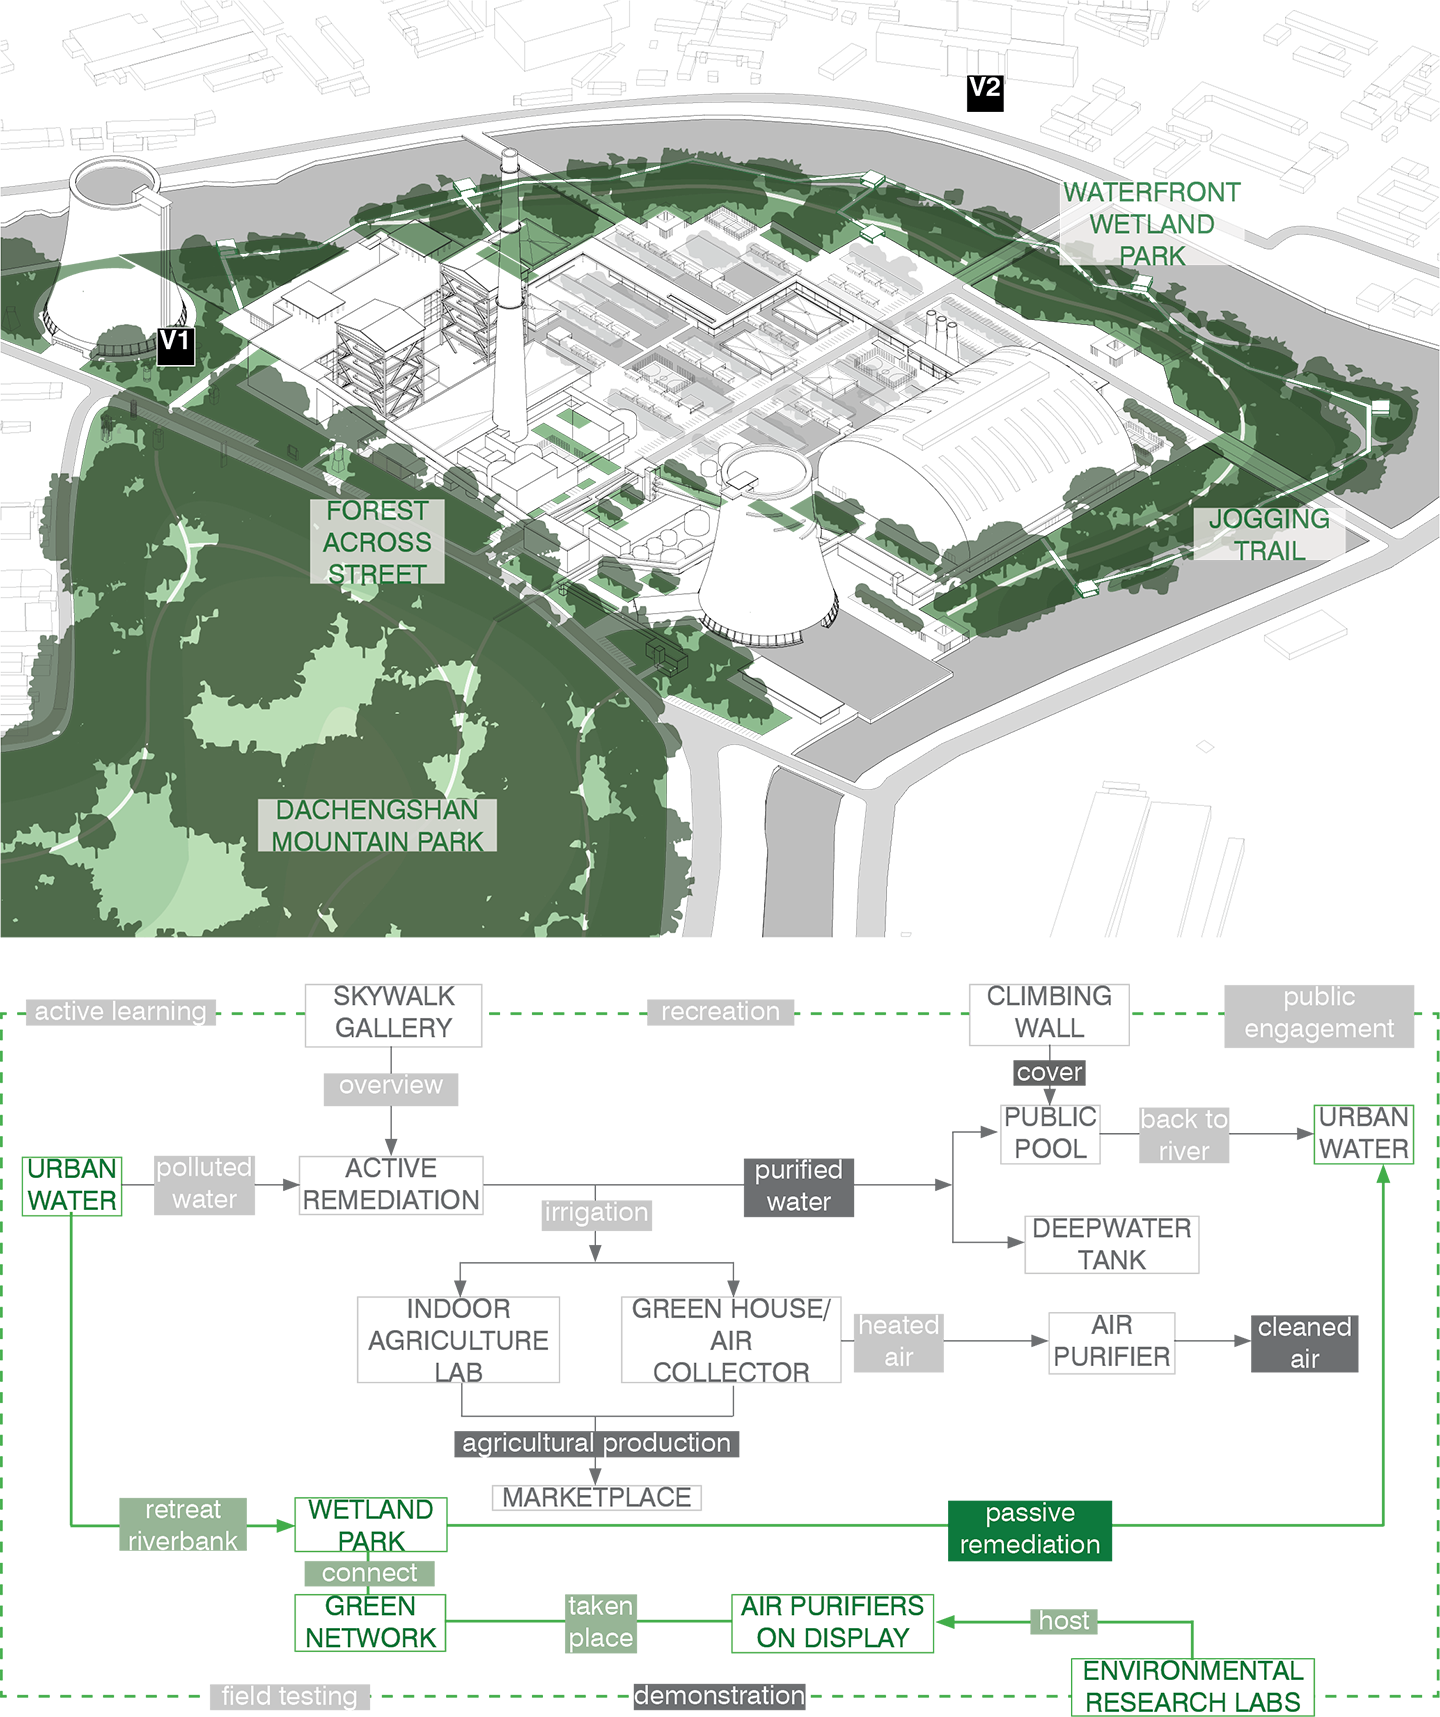 V2
WATERFRONT
WETLAND
PARK
V1
FOREST
ACROSS
STREET
JOGGING
TRAIL
DACHENGSHAN
MOUNTAIN PARK
active learning
SKYWALK
GALLERY
recreation
CLIMBING
WALL
public
engagement
overview
cover
URBAN
WATER
polluted
water
ACTIVE
REMEDIATION
irrigation
purified
water
PUBLIC
POOL
back to
river
URBAN
WATER
DEEPWATER
TANK
INDOOR
AGRICULTURE
LAB
GREEN HOUSE/
AIR
COLLECTOR
heated
air
AIR
PURIFIER
cleaned
air
agricultural production
MARKETPLACE
retreat
riverbank
WETLAND
PARK
passive
remediation
connect
GREEN
NETWORK
taken
place
AIR PURIFIERS
ON DISPLAY
host
ENVIRONMENTAL
RESEARCH LABS
field testing
demonstration